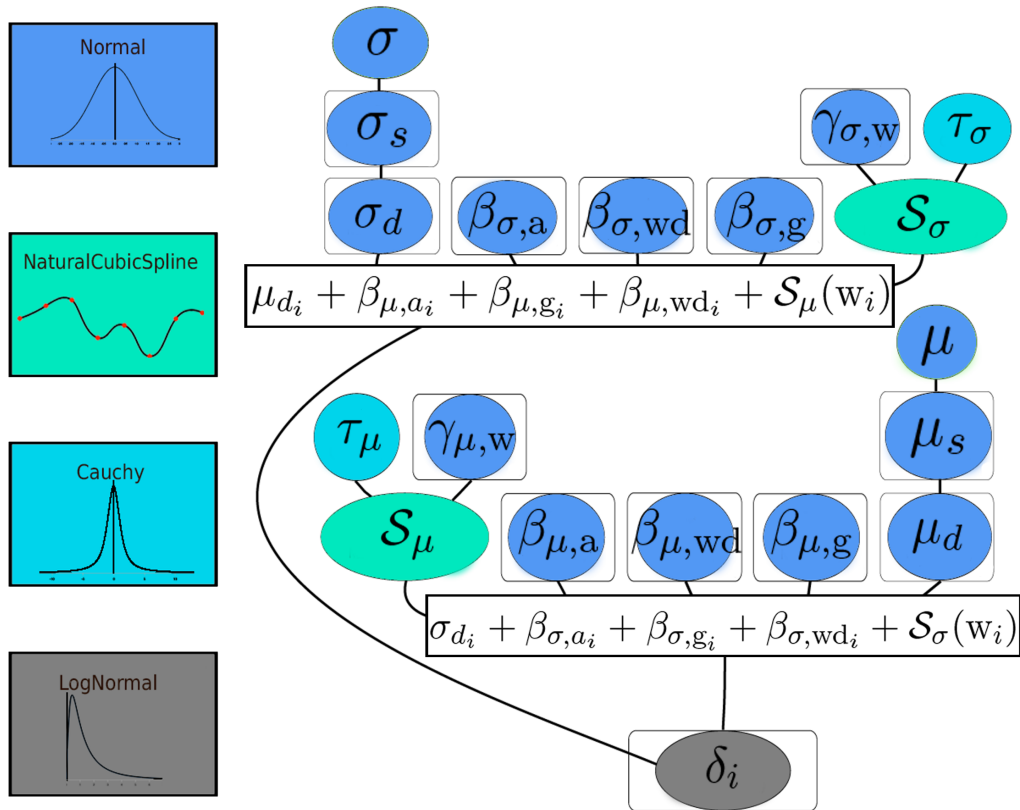 Normal
NaturalCubicSpline
Cauchy
LogNormal
σ
σ_s
γ_{σ,w} τ_σ
σ_d β_{σ,a} β_{σ,wd} β_{σ,g} 𝒮_σ
μ_{d_i} + β_{μ,a_i} + β_{μ,g_i} + β_{μ,wd_i} + 𝒮_μ(w_i)
μ
τ_μ γ_{μ,w} μ_s
𝒮_μ β_{μ,a} β_{μ,wd} β_{μ,g} μ_d
σ_{d_i} + β_{σ,a_i} + β_{σ,g_i} + β_{σ,wd_i} + 𝒮_σ(w_i)
δ_i